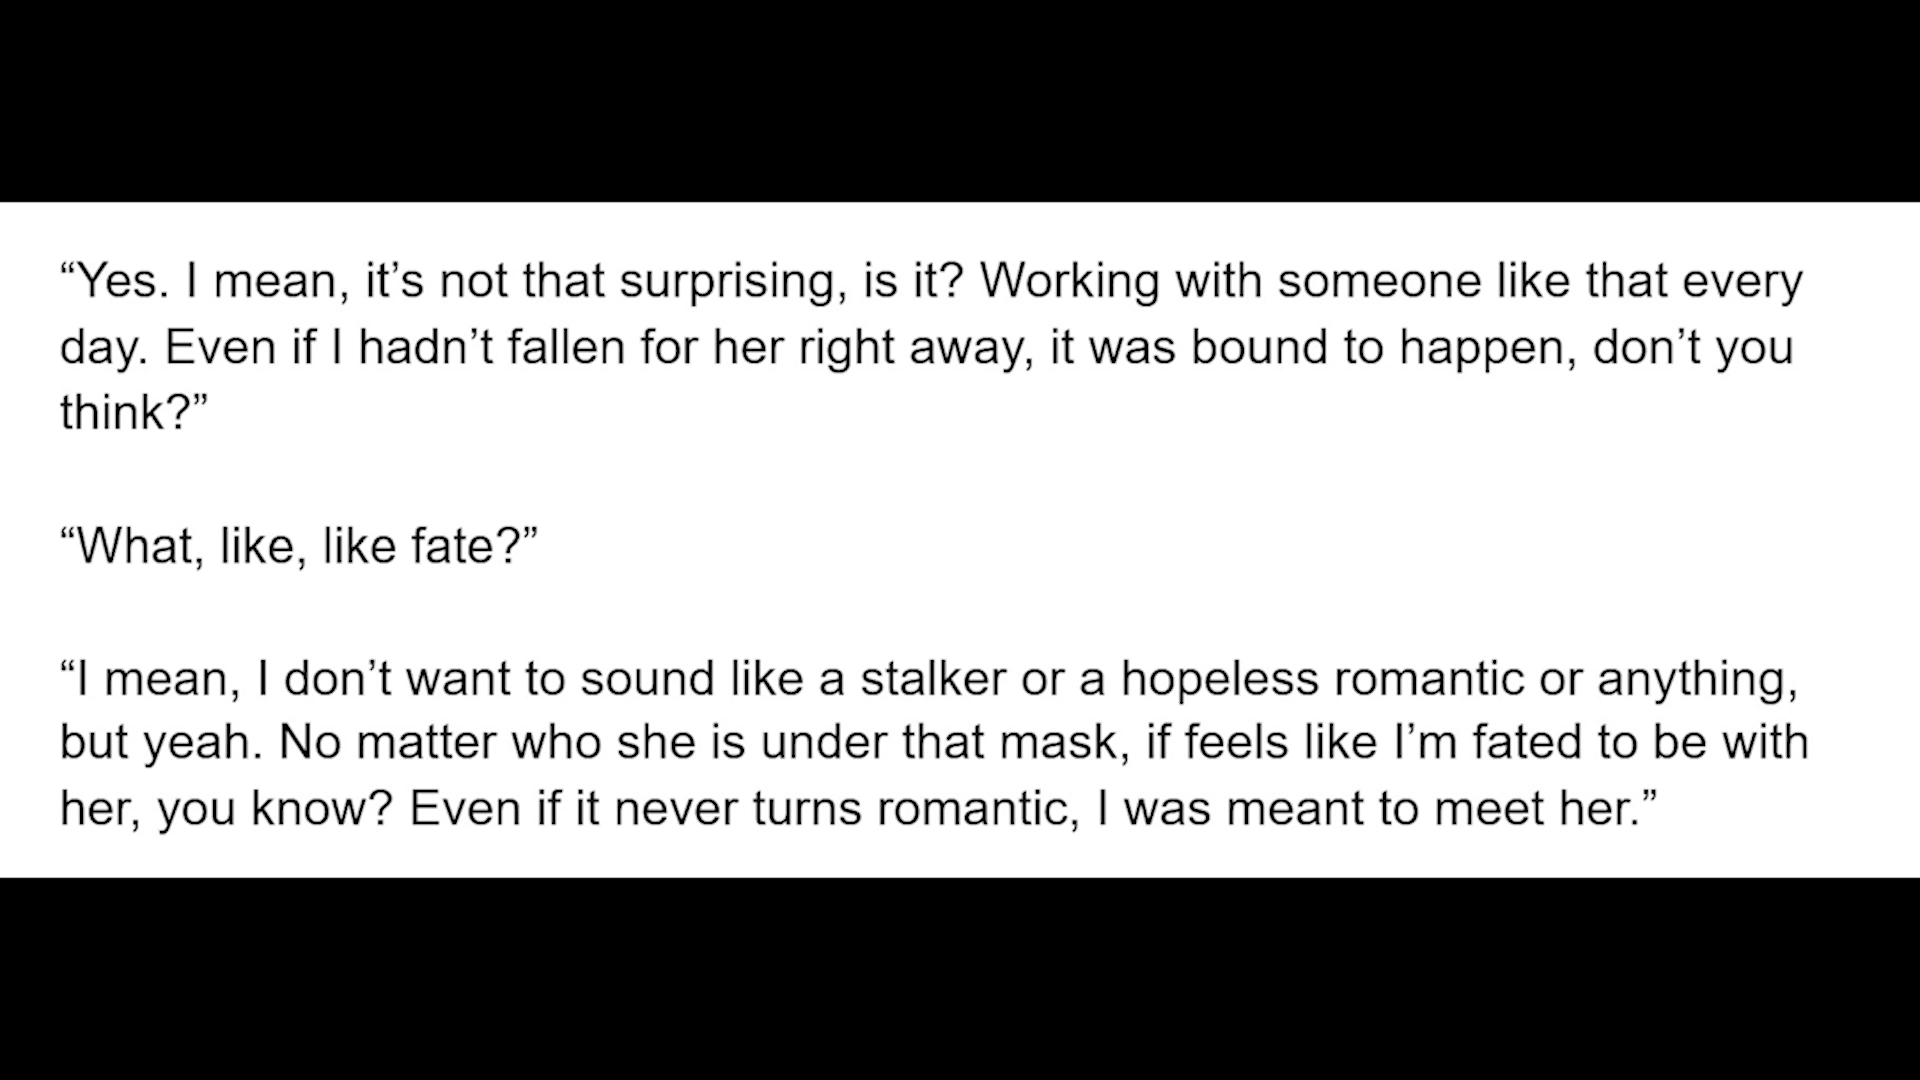 “Yes. I mean, it’s not that surprising, is it? Working with someone like that every
day. Even if I hadn’t fallen for her right away, it was bound to happen, don’t you
think?”
“What, like, like fate?”
“I mean, I don’t want to sound like a stalker or a hopeless romantic or anything,
but yeah. No matter who she is under that mask, if feels like I’m fated to be with
her, you know? Even if it never turns romantic, I was meant to meet her.”